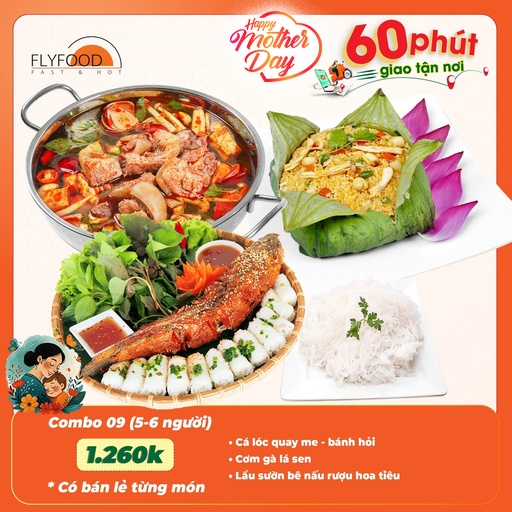 FLYFOOD
FAST & HOT
Happy
Mother
Day
60phút
giao tận nơi
Combo 09 (5-6 người)
1.260k
* Có bán lẻ từng món
• Cá lóc quay me - bánh hỏi
• Cơm gà lá sen
• Lẩu sườn bê nấu rượu hoa tiêu